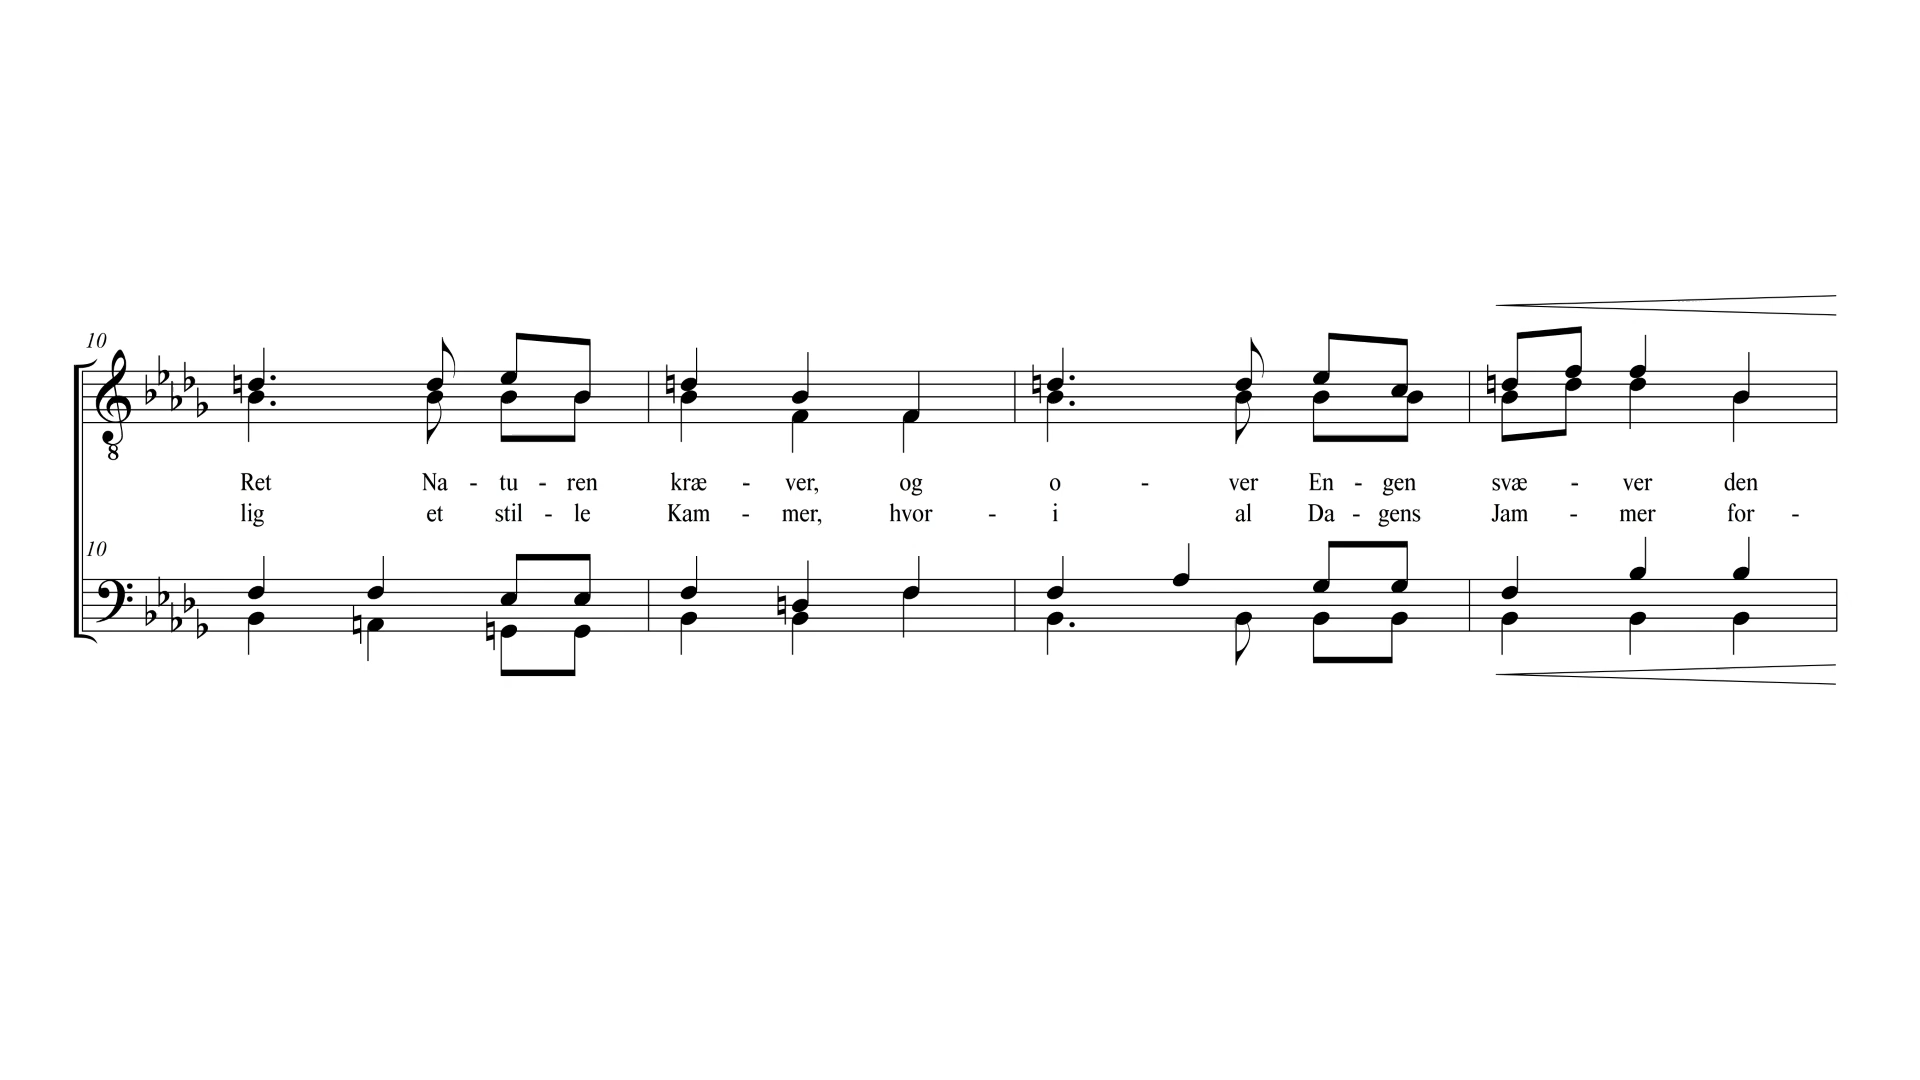 10
8
Ret Na - tu - ren kræ - ver, og o - ver En - gen svæ - ver den
lig et stil - le Kam - mer, hvor - i al Da - gens Jam - mer for -
10